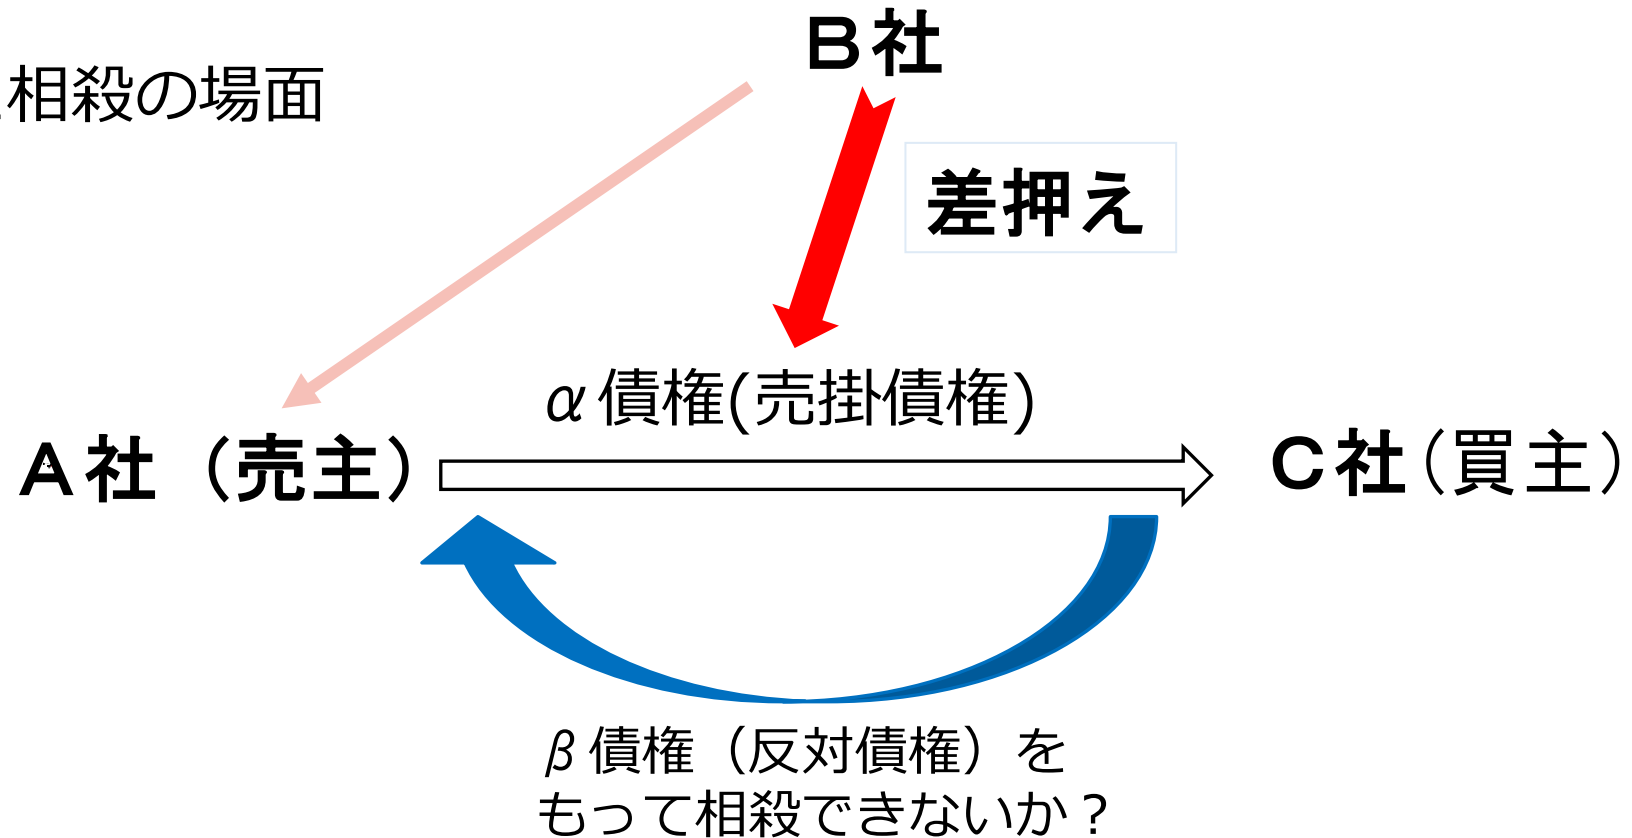 相殺の場面
B社
差押え
α債権(売掛債権)
A社（売主）
C社（買主）
β債権（反対債権）を
もって相殺できないか？